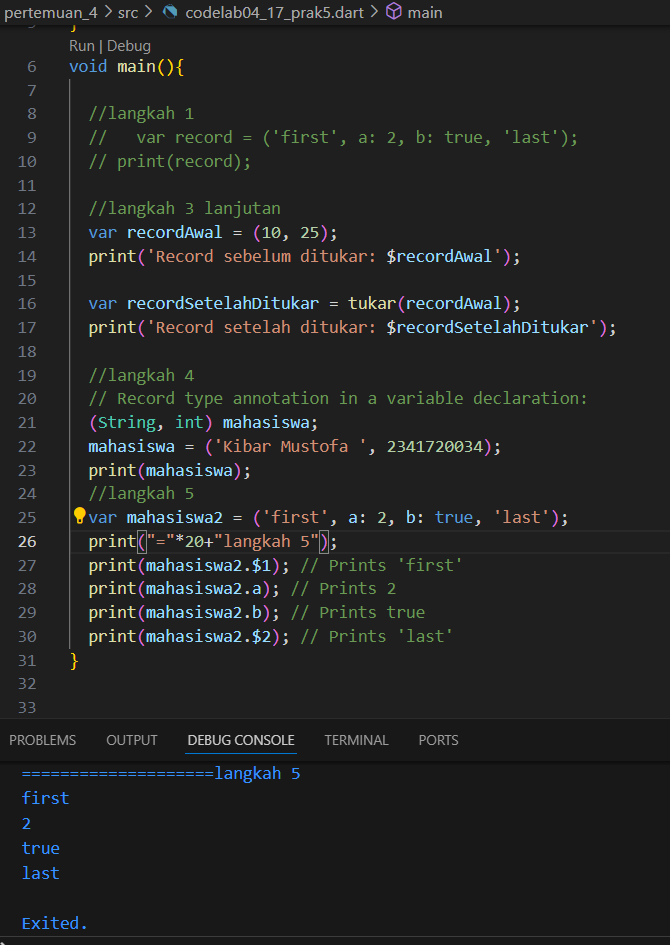 pertemuan_4 > src > codelab04_17_prak5.dart > main
}
Run | Debug
6 void main(){
7
8 //langkah 1
9 //   var record = ('first', a: 2, b: true, 'last');
10 // print(record);
11
12 //langkah 3 lanjutan
13 var recordAwal = (10, 25);
14 print('Record sebelum ditukar: $recordAwal');
15
16 var recordSetelahDitukar = tukar(recordAwal);
17 print('Record setelah ditukar: $recordSetelahDitukar');
18
19 //langkah 4
20 // Record type annotation in a variable declaration:
21 (String, int) mahasiswa;
22 mahasiswa = ('Kibar Mustofa ', 2341720034);
23 print(mahasiswa);
24 //langkah 5
25 var mahasiswa2 = ('first', a: 2, b: true, 'last');
26 print("="*20+"langkah 5");
27 print(mahasiswa2.$1); // Prints 'first'
28 print(mahasiswa2.a); // Prints 2
29 print(mahasiswa2.b); // Prints true
30 print(mahasiswa2.$2); // Prints 'last'
31 }
32
33
PROBLEMS OUTPUT DEBUG CONSOLE TERMINAL PORTS
====================langkah 5
first
2
true
last
Exited.